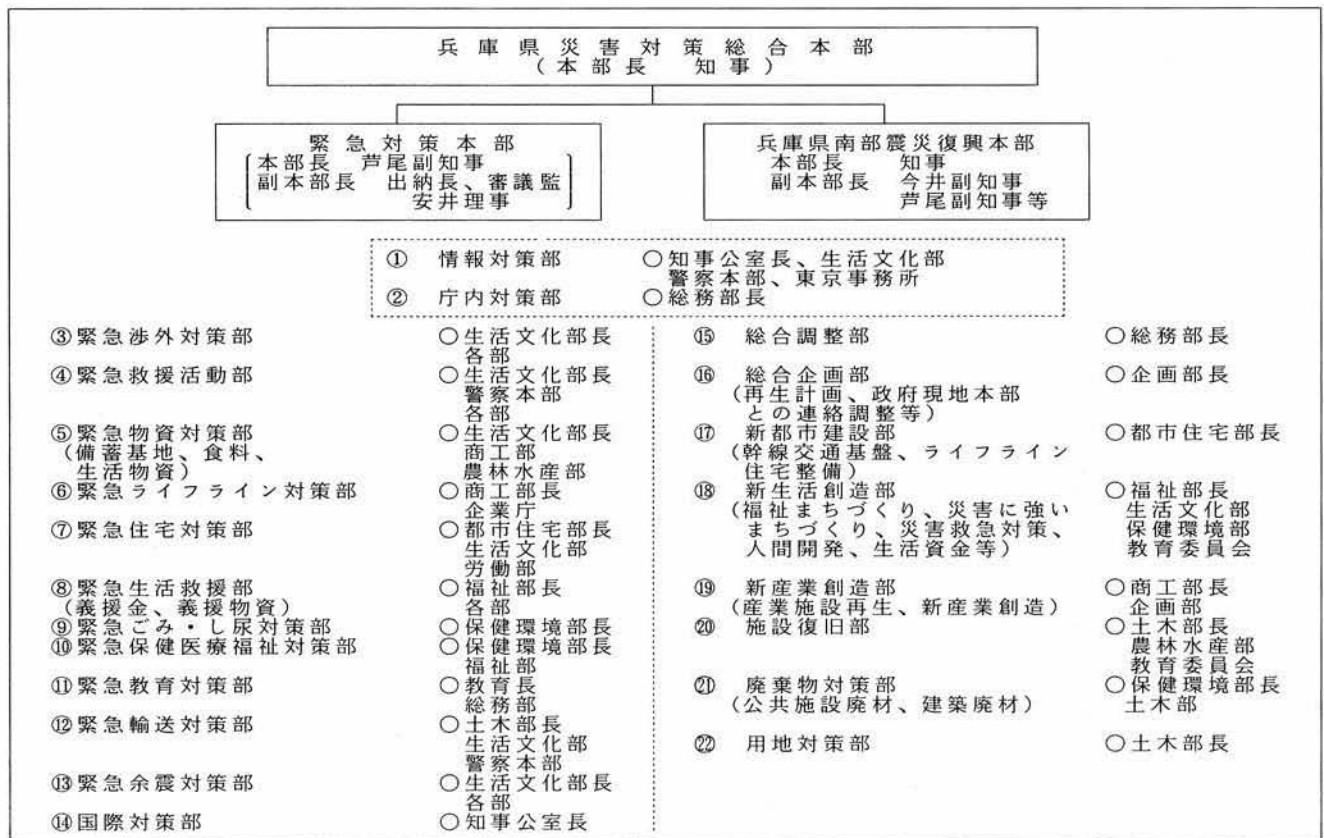 兵庫県災害対策総合本部
(本部長 知事)
緊急対策本部
本部長 芦尾副知事
副本部長 出納長、審議監
安井理事
兵庫県南部震災復興本部
本部長 知事
副本部長 今井副知事
芦尾副知事等
① 情報対策部 ○知事公室長、生活文化部
警察本部、東京事務所
② 庁内対策部 ○総務部長
③緊急渉外対策部 ○生活文化部長
各部
④緊急救援活動部 ○生活文化部長
警察本部
各部
⑤緊急物資対策部 ○生活文化部長
(備蓄基地、食料、 商工部
生活物資) 農林水産部
⑥緊急ライフライン対策部 ○商工部長
企業庁
⑦緊急住宅対策部 ○都市住宅部長
生活文化部
労働部
⑧緊急生活救援部 ○福祉部長
(義援金、義援物資) 各部
⑨緊急ごみ・し尿対策部 ○保健環境部長
⑩緊急保健医療福祉対策部 ○保健環境部長
福祉部
⑪緊急教育対策部 ○教育長
総務部
⑫緊急輸送対策部 ○土木部長
生活文化部
警察本部
⑬緊急余震対策部 ○生活文化部長
各部
⑭国際対策部 ○知事公室長
⑮ 総合調整部 ○総務部長
⑯ 総合企画部 ○企画部長
(再生計画、政府現地本部
との連絡調整等)
⑰ 新都市建設部 ○都市住宅部長
(幹線交通基盤、ライフライン
住宅整備)
⑱ 新生活創造部 ○福祉部長
(福祉まちづくり、災害に強い 生活文化部
まちづくり、災害救急対策、 保健環境部
人間開発、生活資金等) 教育委員会
⑲ 新産業創造部 ○商工部長
(産業施設再生、新産業創造) 企画部
⑳ 施設復旧部 ○土木部長
農林水産部
教育委員会
㉑ 廃棄物対策部 ○保健環境部長
(公共施設廃材、建築廃材) 土木部
㉒ 用地対策部 ○土木部長